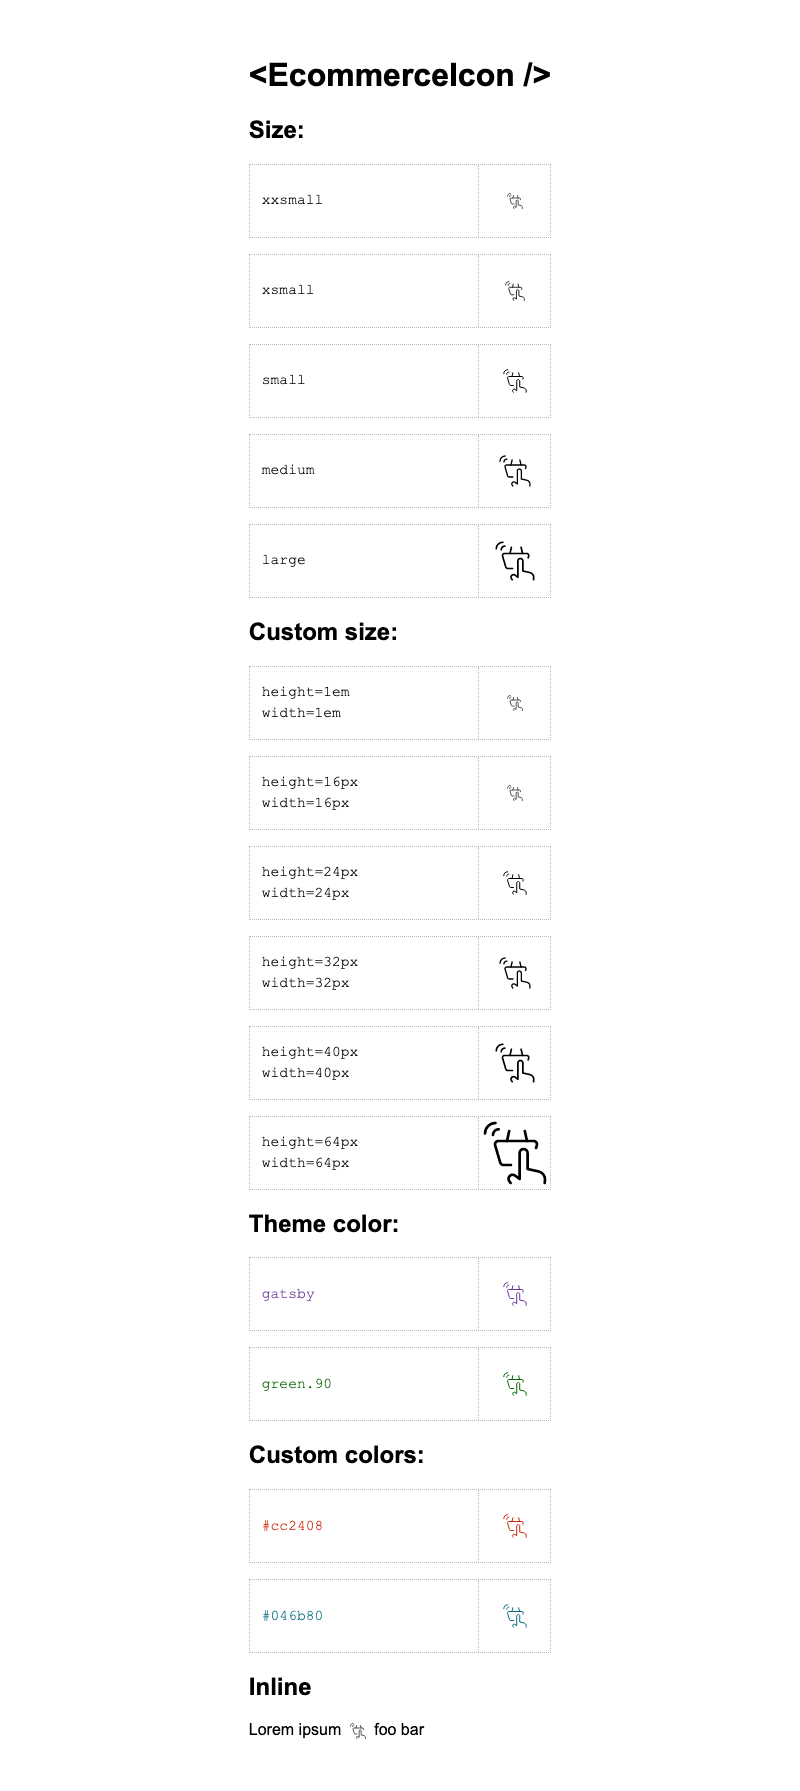 <EcommerceIcon />
Size:
xxsmall
xsmall
small
medium
large
Custom size:
height=1em
width=1em
height=16px
width=16px
height=24px
width=24px
height=32px
width=32px
height=40px
width=40px
height=64px
width=64px
Theme color:
gatsby
green.90
Custom colors:
#cc2408
#046b80
Inline
Lorem ipsum foo bar